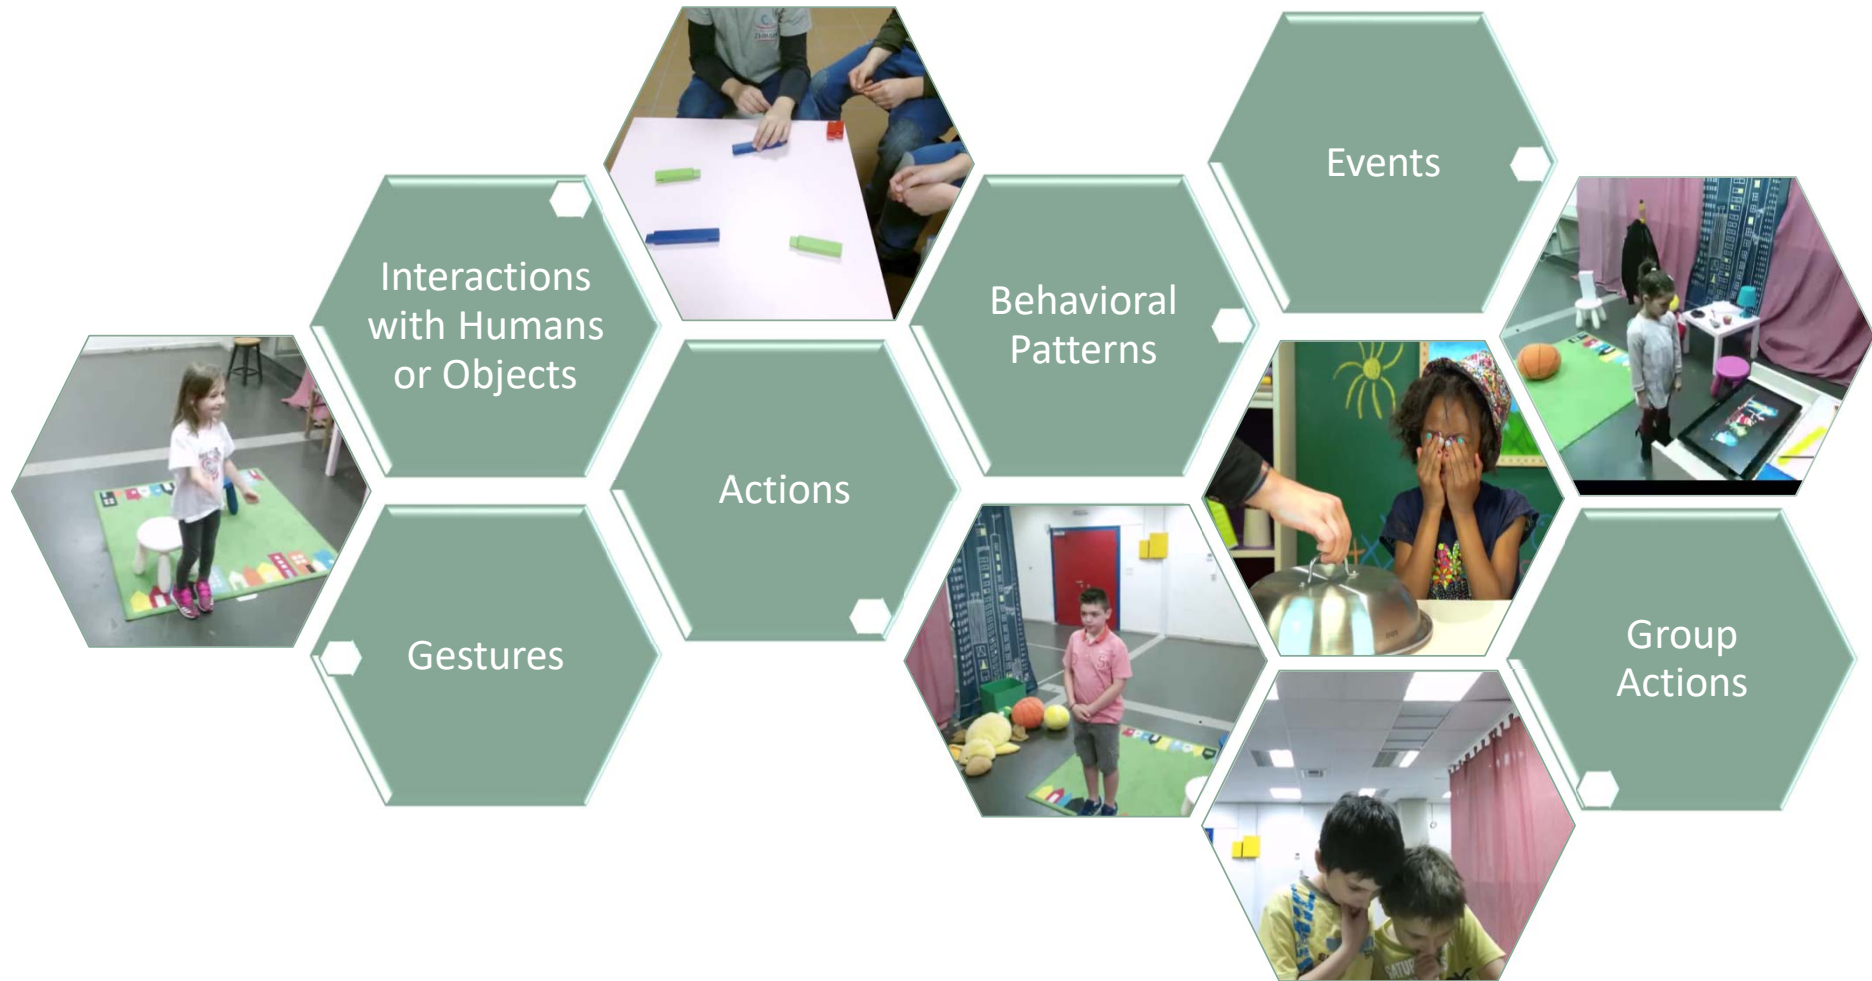 Interactions
with Humans
or Objects
Gestures
Actions
Behavioral
Patterns
Events
Group
Actions